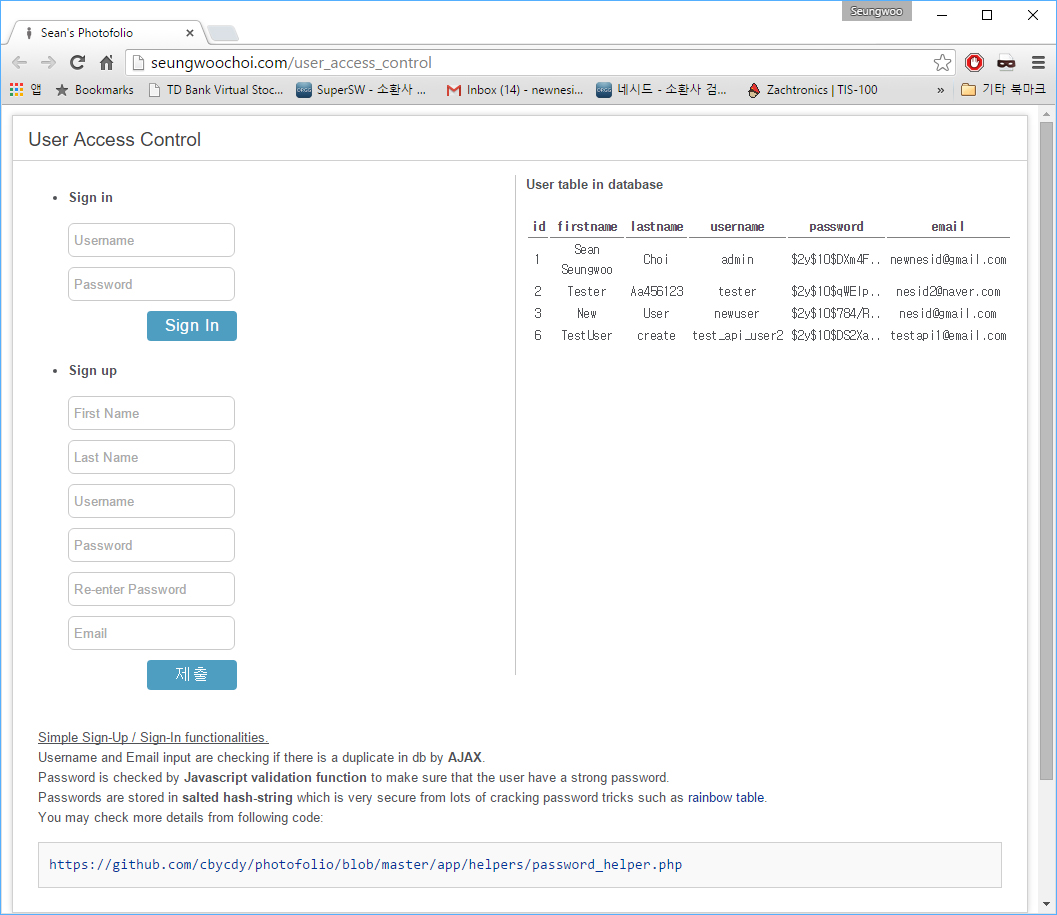 Seungwoo
Sean's Photofolio
seungwoochoi.com/user_access_control
앱 Bookmarks TD Bank Virtual Stoc... SuperSW - 소환사 ... Inbox (14) - newnesi... 네시드 - 소환사 검... Zachtronics | TIS-100 » 기타 북마크
User Access Control
Sign in
Username
Password
Sign In
Sign up
First Name
Last Name
Username
Password
Re-enter Password
Email
제출
User table in database
id firstname lastname username password email
1 Sean Seungwoo Choi admin $2y$10$DXm4F.. newnesid@gmail.com
2 Tester Aa456123 tester $2y$10$qWEIp.. nesid2@naver.com
3 New User newuser $2y$10$784/R.. nesid@gmail.com
6 TestUser create test_api_user2 $2y$10$DS2Xa.. testapi1@email.com
Simple Sign-Up / Sign-In functionalities.
Username and Email input are checking if there is a duplicate in db by AJAX.
Password is checked by Javascript validation function to make sure that the user have a strong password.
Passwords are stored in salted hash-string which is very secure from lots of cracking password tricks such as rainbow table.
You may check more details from following code:
https://github.com/cbycdy/photofolio/blob/master/app/helpers/password_helper.php